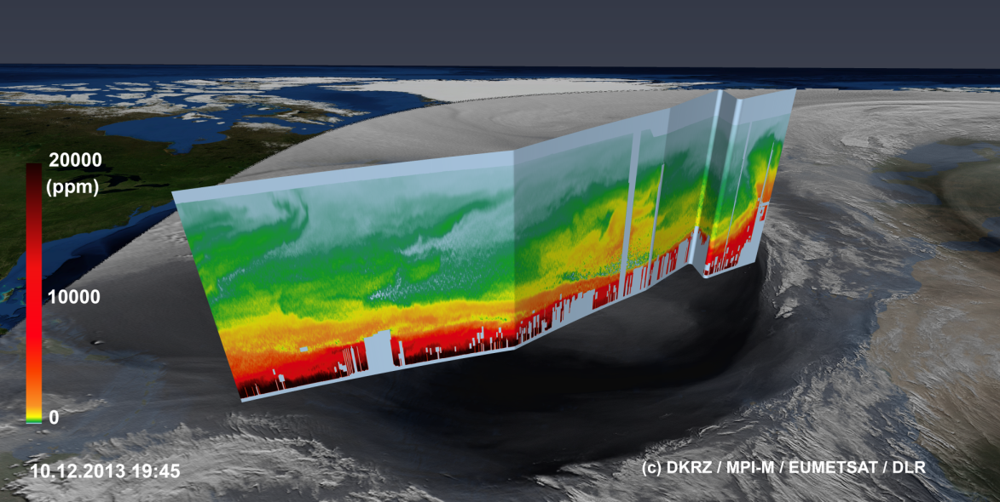 20000
(ppm)
10000
0
10.12.2013 19:45
(c) DKRZ / MPI-M / EUMETSAT / DLR